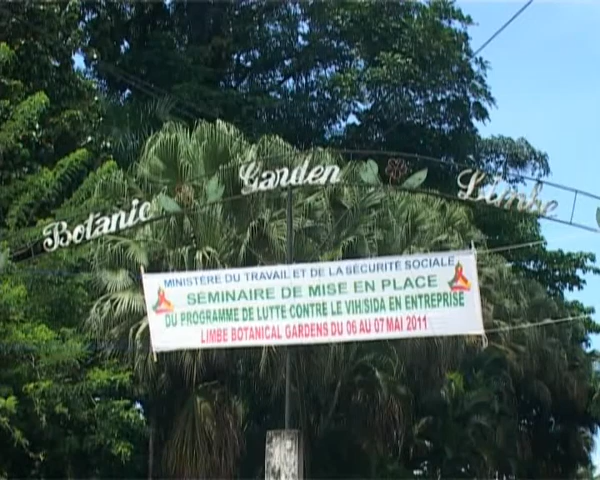 Botanic Garden Limbe
MINISTÈRE DU TRAVAIL ET DE LA SÉCURITÉ SOCIALE
SÉMINAIRE DE MISE EN PLACE
DU PROGRAMME DE LUTTE CONTRE LE VIH/SIDA EN ENTREPRISE
LIMBE BOTANICAL GARDENS DU 06 AU 07 MAI 2011